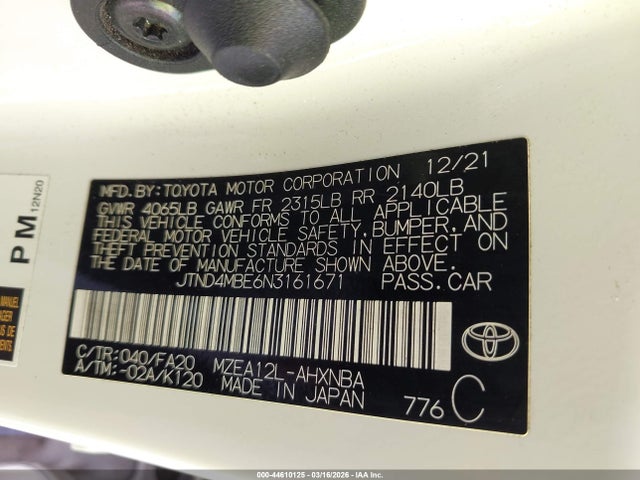 MFD.BY:TOYOTA MOTOR CORPORATION 12/21
GVWR 4065LB GAWR FR 2315LB RR 2140LB
THIS VEHICLE CONFORMS TO ALL APPLICABLE
FEDERAL MOTOR VEHICLE SAFETY,BUMPER,AND
THEFT PREVENTION STANDARDS IN EFFECT ON
THE DATE OF MANUFACTURE SHOWN ABOVE.
JTND4MBE6N3161671 PASS.CAR
C/TR:040/FA20 MZEA12L-AHXNBA
A/TM:-02A/K120 MADE IN JAPAN
776 C
PM
12N20
MANUEL
ENTS
000-44610125 - 03/16/2026 - IAA Inc.